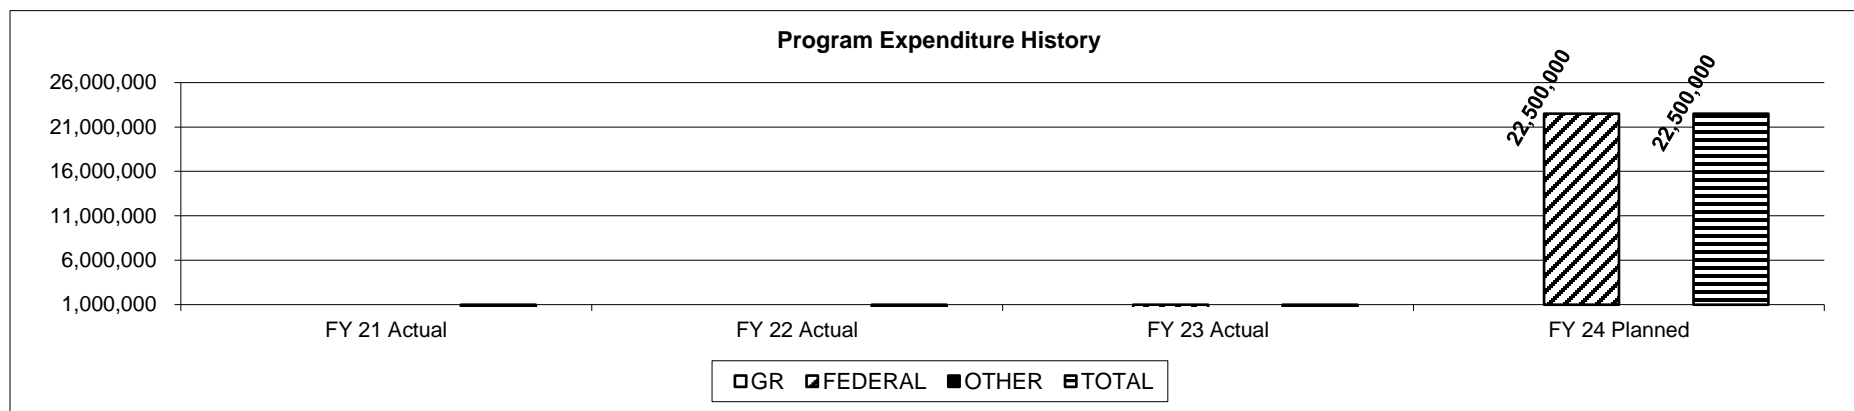 Program Expenditure History
26,000,000
21,000,000
16,000,000
11,000,000
6,000,000
1,000,000
22,500,000
22,500,000
FY 21 Actual
FY 22 Actual
FY 23 Actual
FY 24 Planned
GR FEDERAL OTHER TOTAL